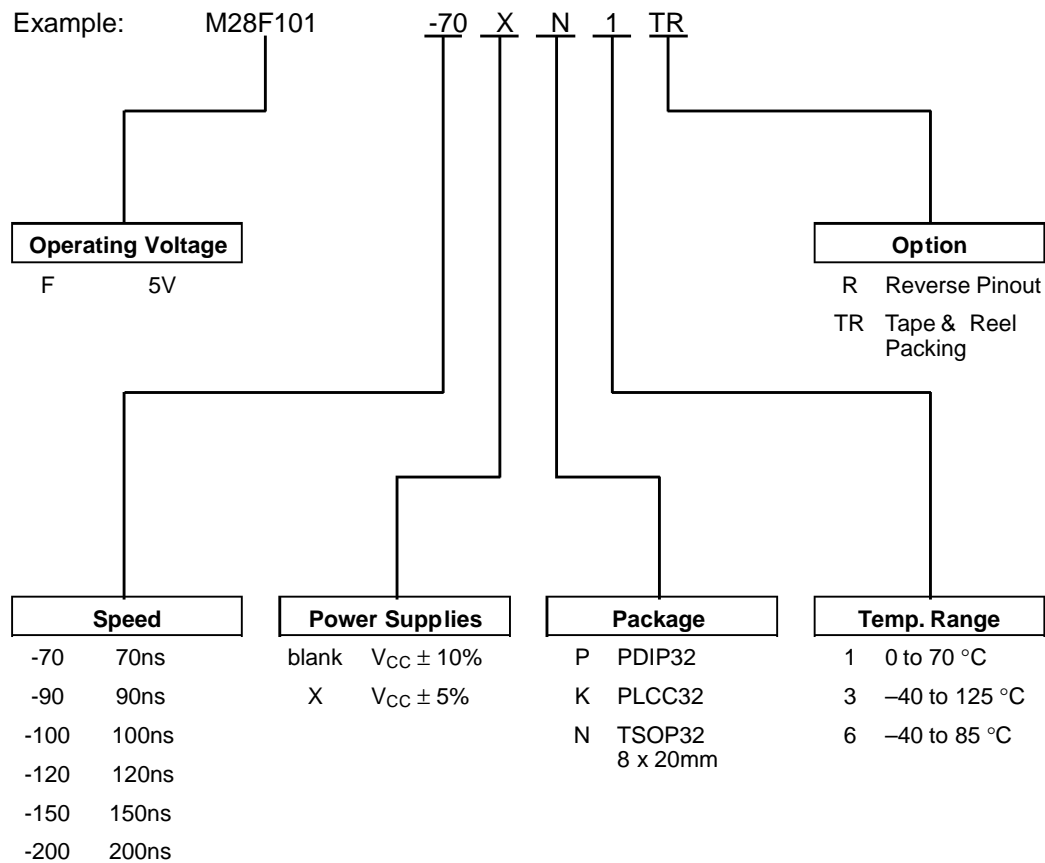 Example: M28F101 -70 X N 1 TR
Operating Voltage
F 5V
Option
R Reverse Pinout
TR Tape & Reel
Packing
Speed
-70 70ns
-90 90ns
-100 100ns
-120 120ns
-150 150ns
-200 200ns
Power Supplies
blank VCC ± 10%
X VCC ± 5%
Package
P PDIP32
K PLCC32
N TSOP32
8 x 20mm
Temp. Range
1 0 to 70 °C
3 –40 to 125 °C
6 –40 to 85 °C